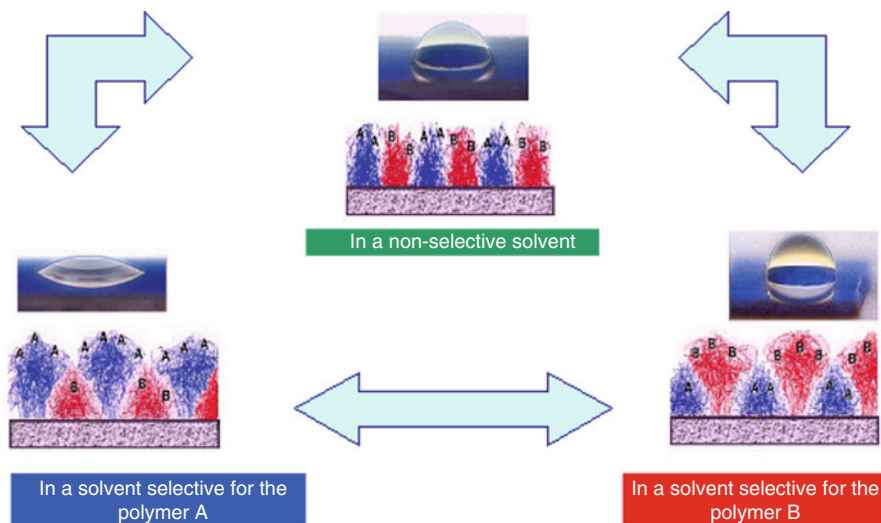 A A B B A A B B A A B B
In a non-selective solvent
A A A A A A A A A A
B B B
B B B B B B B
A A A A
In a solvent selective for the
polymer A
In a solvent selective for the
polymer B